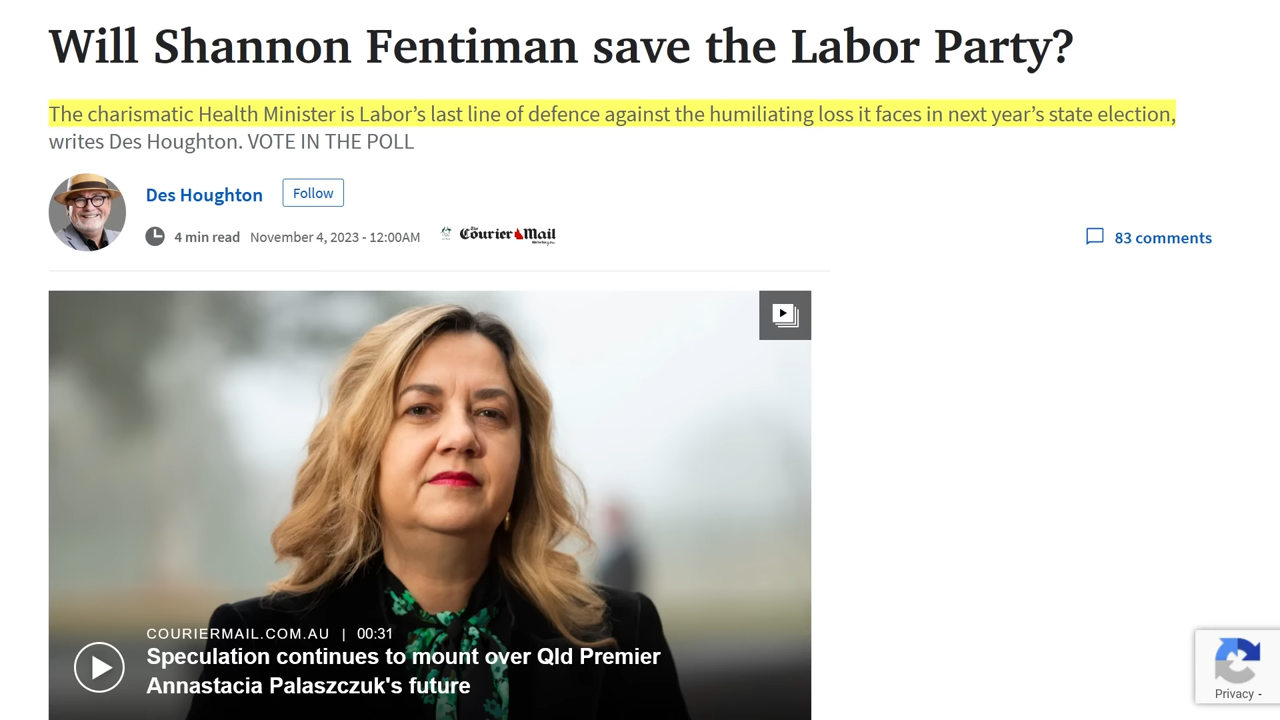 Will Shannon Fentiman save the Labor Party?
The charismatic Health Minister is Labor’s last line of defence against the humiliating loss it faces in next year’s state election,
writes Des Houghton. VOTE IN THE POLL
Des Houghton
Follow
4 min read November 4, 2023 - 12:00AM The Courier Mail
83 comments
COURIERMAIL.COM.AU | 00:31
Speculation continues to mount over Qld Premier
Annastacia Palaszczuk's future
Privacy -